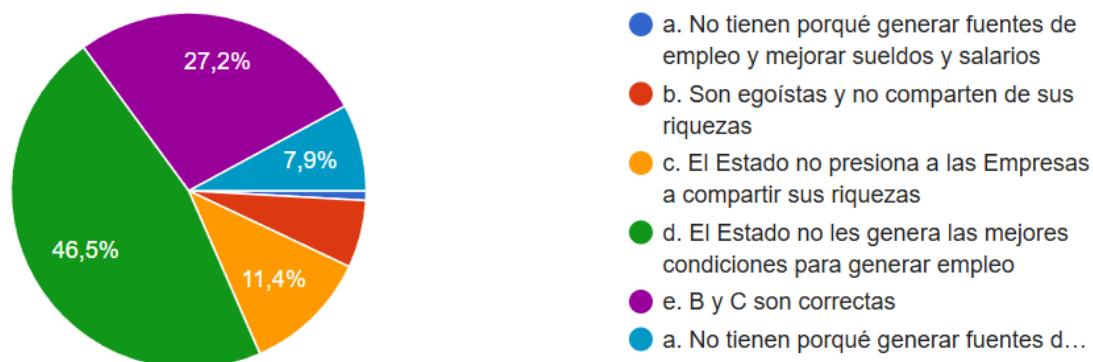 27,2%
7,9%
46,5%
11,4%
a. No tienen porqué generar fuentes de
empleo y mejorar sueldos y salarios
b. Son egoístas y no comparten de sus
riquezas
c. El Estado no presiona a las Empresas
a compartir sus riquezas
d. El Estado no les genera las mejores
condiciones para generar empleo
e. B y C son correctas
a. No tienen porqué generar fuentes d…